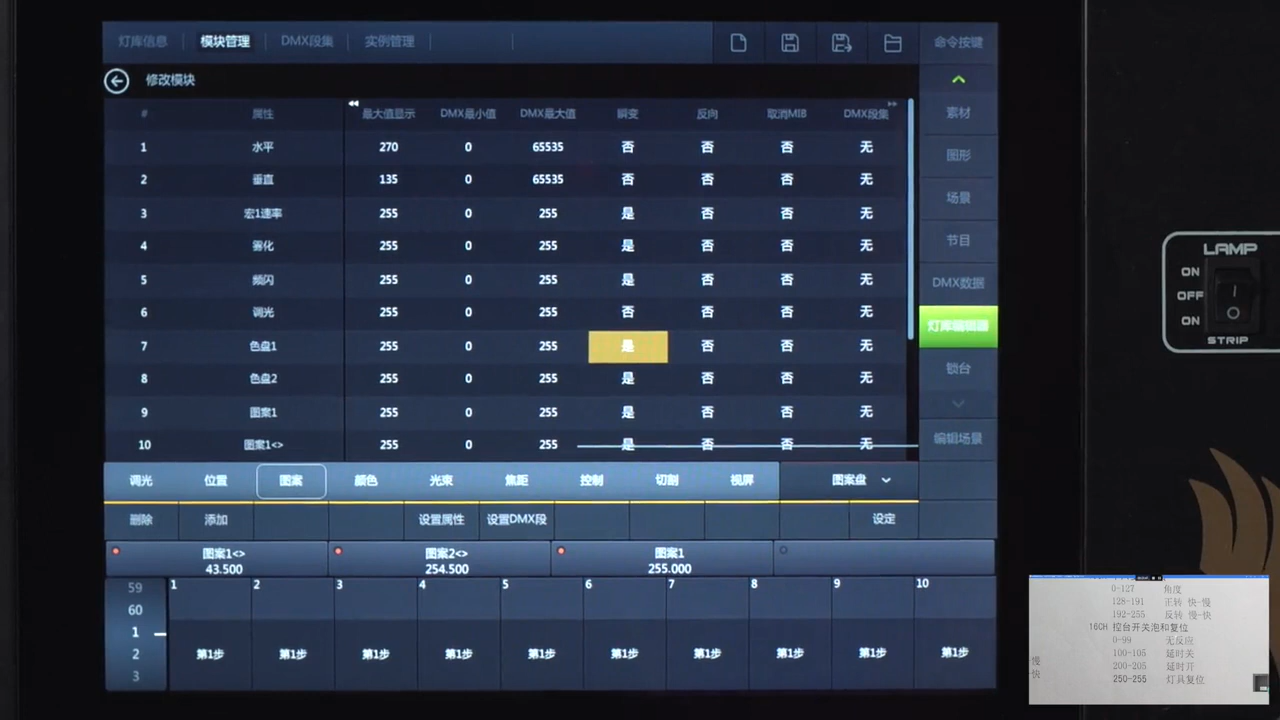 灯库信息 模块管理 DMX段集 实例管理 命令按键
修改模块
# 属性 最大值显示 DMX最小值 DMX最大值 瞬变 反向 取消MIB DMX段集
1 水平 270 0 65535 否 否 否 无
2 垂直 135 0 65535 否 否 否 无
3 宏1速率 255 0 255 是 否 否 无
4 雾化 255 0 255 是 否 否 无
5 频闪 255 0 255 是 否 否 无
6 调光 255 0 255 否 否 否 无
7 色盘1 255 0 255 是 否 否 无
8 色盘2 255 0 255 是 否 否 无
9 图案1 255 0 255 是 否 否 无
10 图案1<> 255 0 255 是 否 否 无
素材
图形
场景
节目
DMX数据
灯库编辑器
锁台
编辑场景
调光 位置 图案 颜色 光束 焦距 控制 切割 视屏 图案盘
删除 添加 设置属性 设置DMX段 设定
图案1<> 图案2<> 图案1
43.500 254.500 255.000
59
60
1
2
3
1 2 3 4 5 6 7 8 9 10
第1步 第1步 第1步 第1步 第1步 第1步 第1步 第1步 第1步 第1步
LAMP
ON
OFF
ON
STRIP
0-127 角度
128-191 正转 快-慢
192-255 反转 慢-快
16CH 控台开关泡和复位
0-99 无反应
100-105 延时关
200-205 延时开
250-255 灯具复位
慢
快